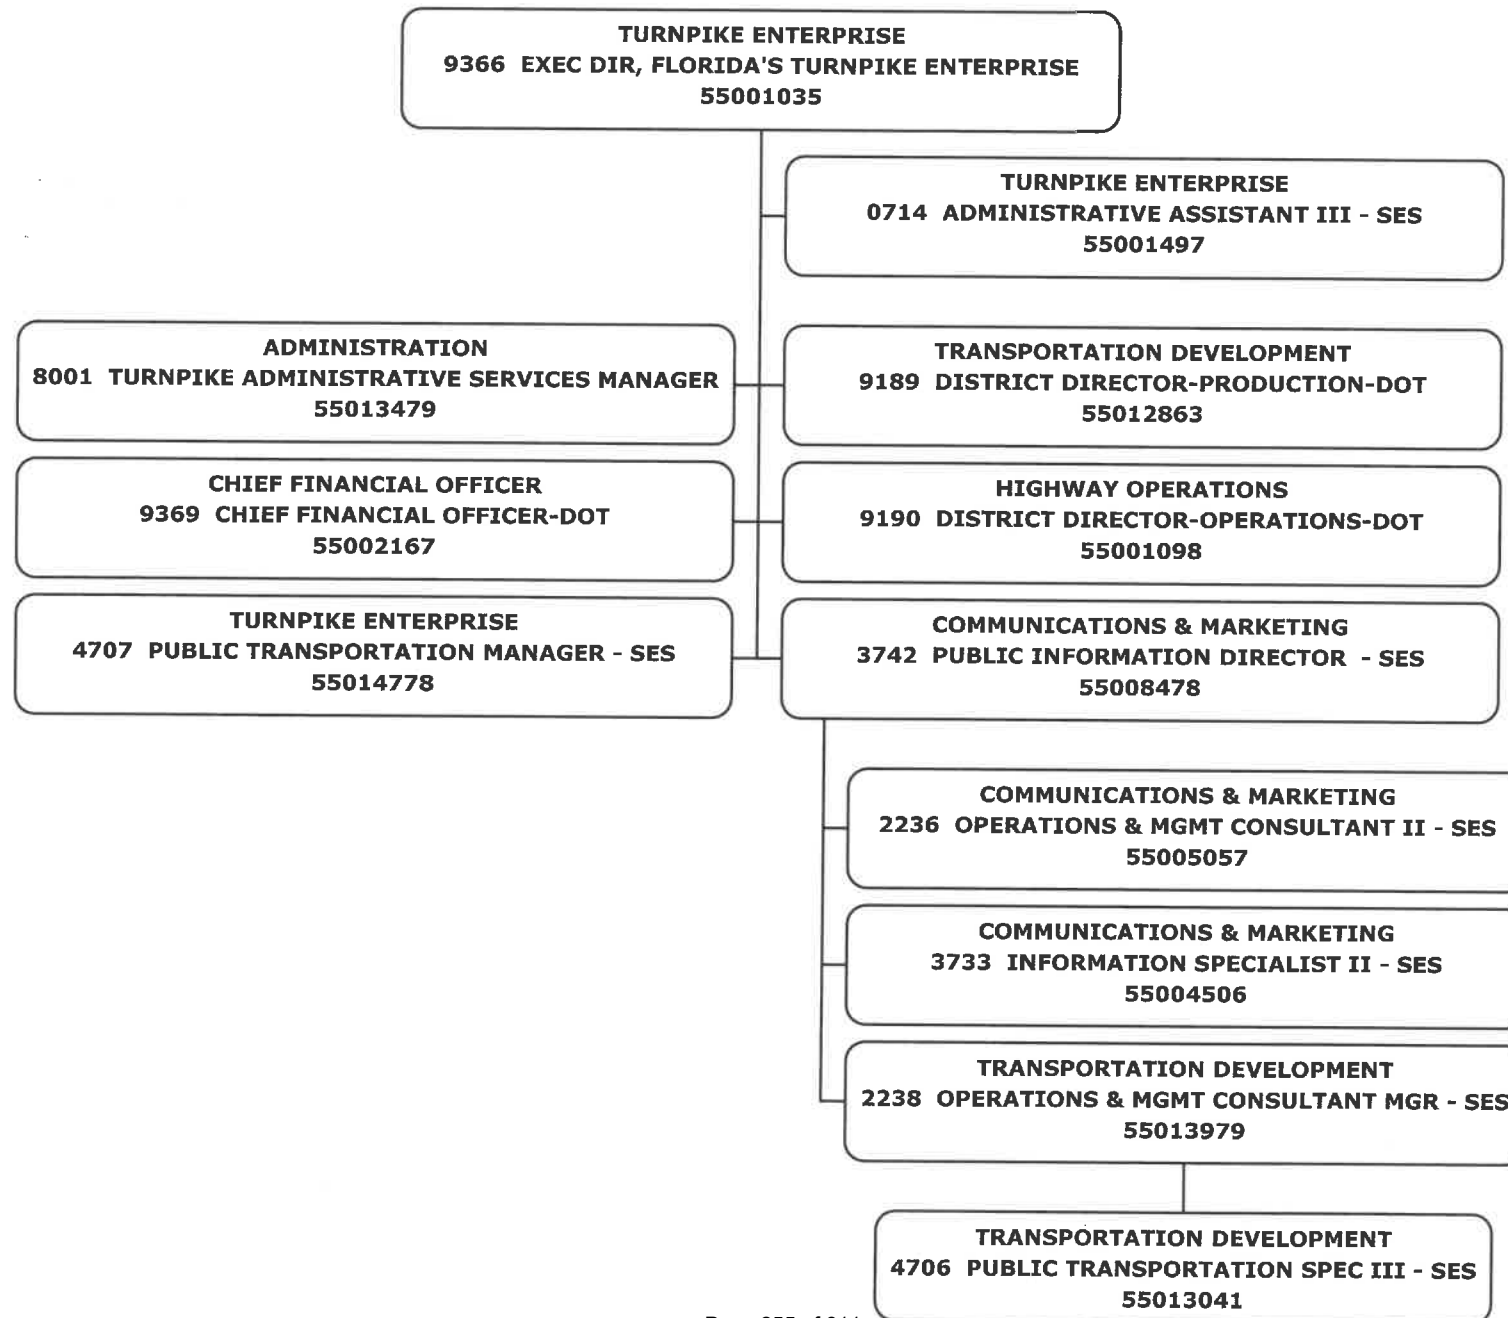 TURNPIKE ENTERPRISE
9366 EXEC DIR, FLORIDA'S TURNPIKE ENTERPRISE
55001035
TURNPIKE ENTERPRISE
0714 ADMINISTRATIVE ASSISTANT III - SES
55001497
ADMINISTRATION
8001 TURNPIKE ADMINISTRATIVE SERVICES MANAGER
55013479
TRANSPORTATION DEVELOPMENT
9189 DISTRICT DIRECTOR-PRODUCTION-DOT
55012863
CHIEF FINANCIAL OFFICER
9369 CHIEF FINANCIAL OFFICER-DOT
55002167
HIGHWAY OPERATIONS
9190 DISTRICT DIRECTOR-OPERATIONS-DOT
55001098
TURNPIKE ENTERPRISE
4707 PUBLIC TRANSPORTATION MANAGER - SES
55014778
COMMUNICATIONS & MARKETING
3742 PUBLIC INFORMATION DIRECTOR - SES
55008478
COMMUNICATIONS & MARKETING
2236 OPERATIONS & MGMT CONSULTANT II - SES
55005057
COMMUNICATIONS & MARKETING
3733 INFORMATION SPECIALIST II - SES
55004506
TRANSPORTATION DEVELOPMENT
2238 OPERATIONS & MGMT CONSULTANT MGR - SES
55013979
TRANSPORTATION DEVELOPMENT
4706 PUBLIC TRANSPORTATION SPEC III - SES
55013041